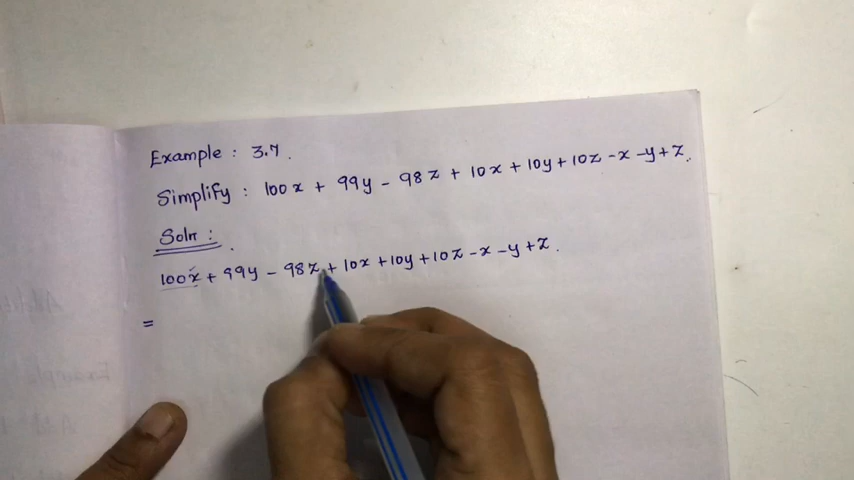 Example : 3.7.
Simplify : 100x + 99y - 98z + 10x + 10y + 10z - x - y + z.
Soln : .
100x + 99y - 98z + 10x + 10y + 10z - x - y + z .
=